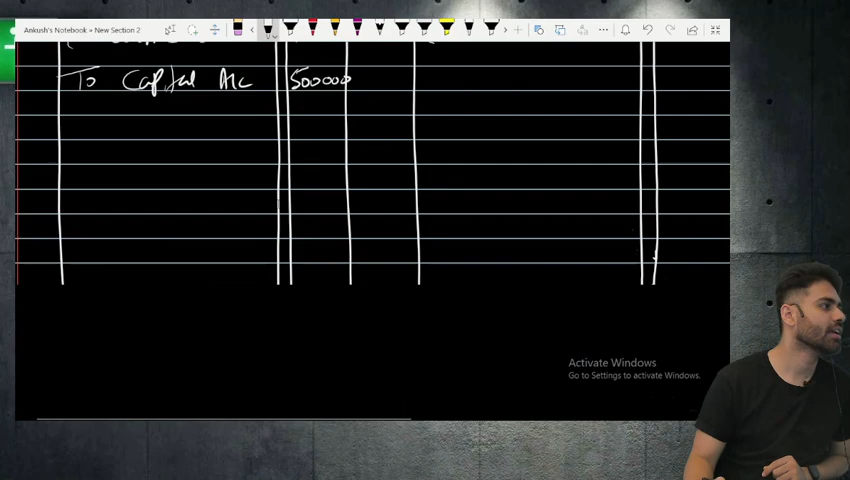 Ankush's Notebook » New Section 2
To Capital A/c 500000
Activate Windows
Go to Settings to activate Windows.